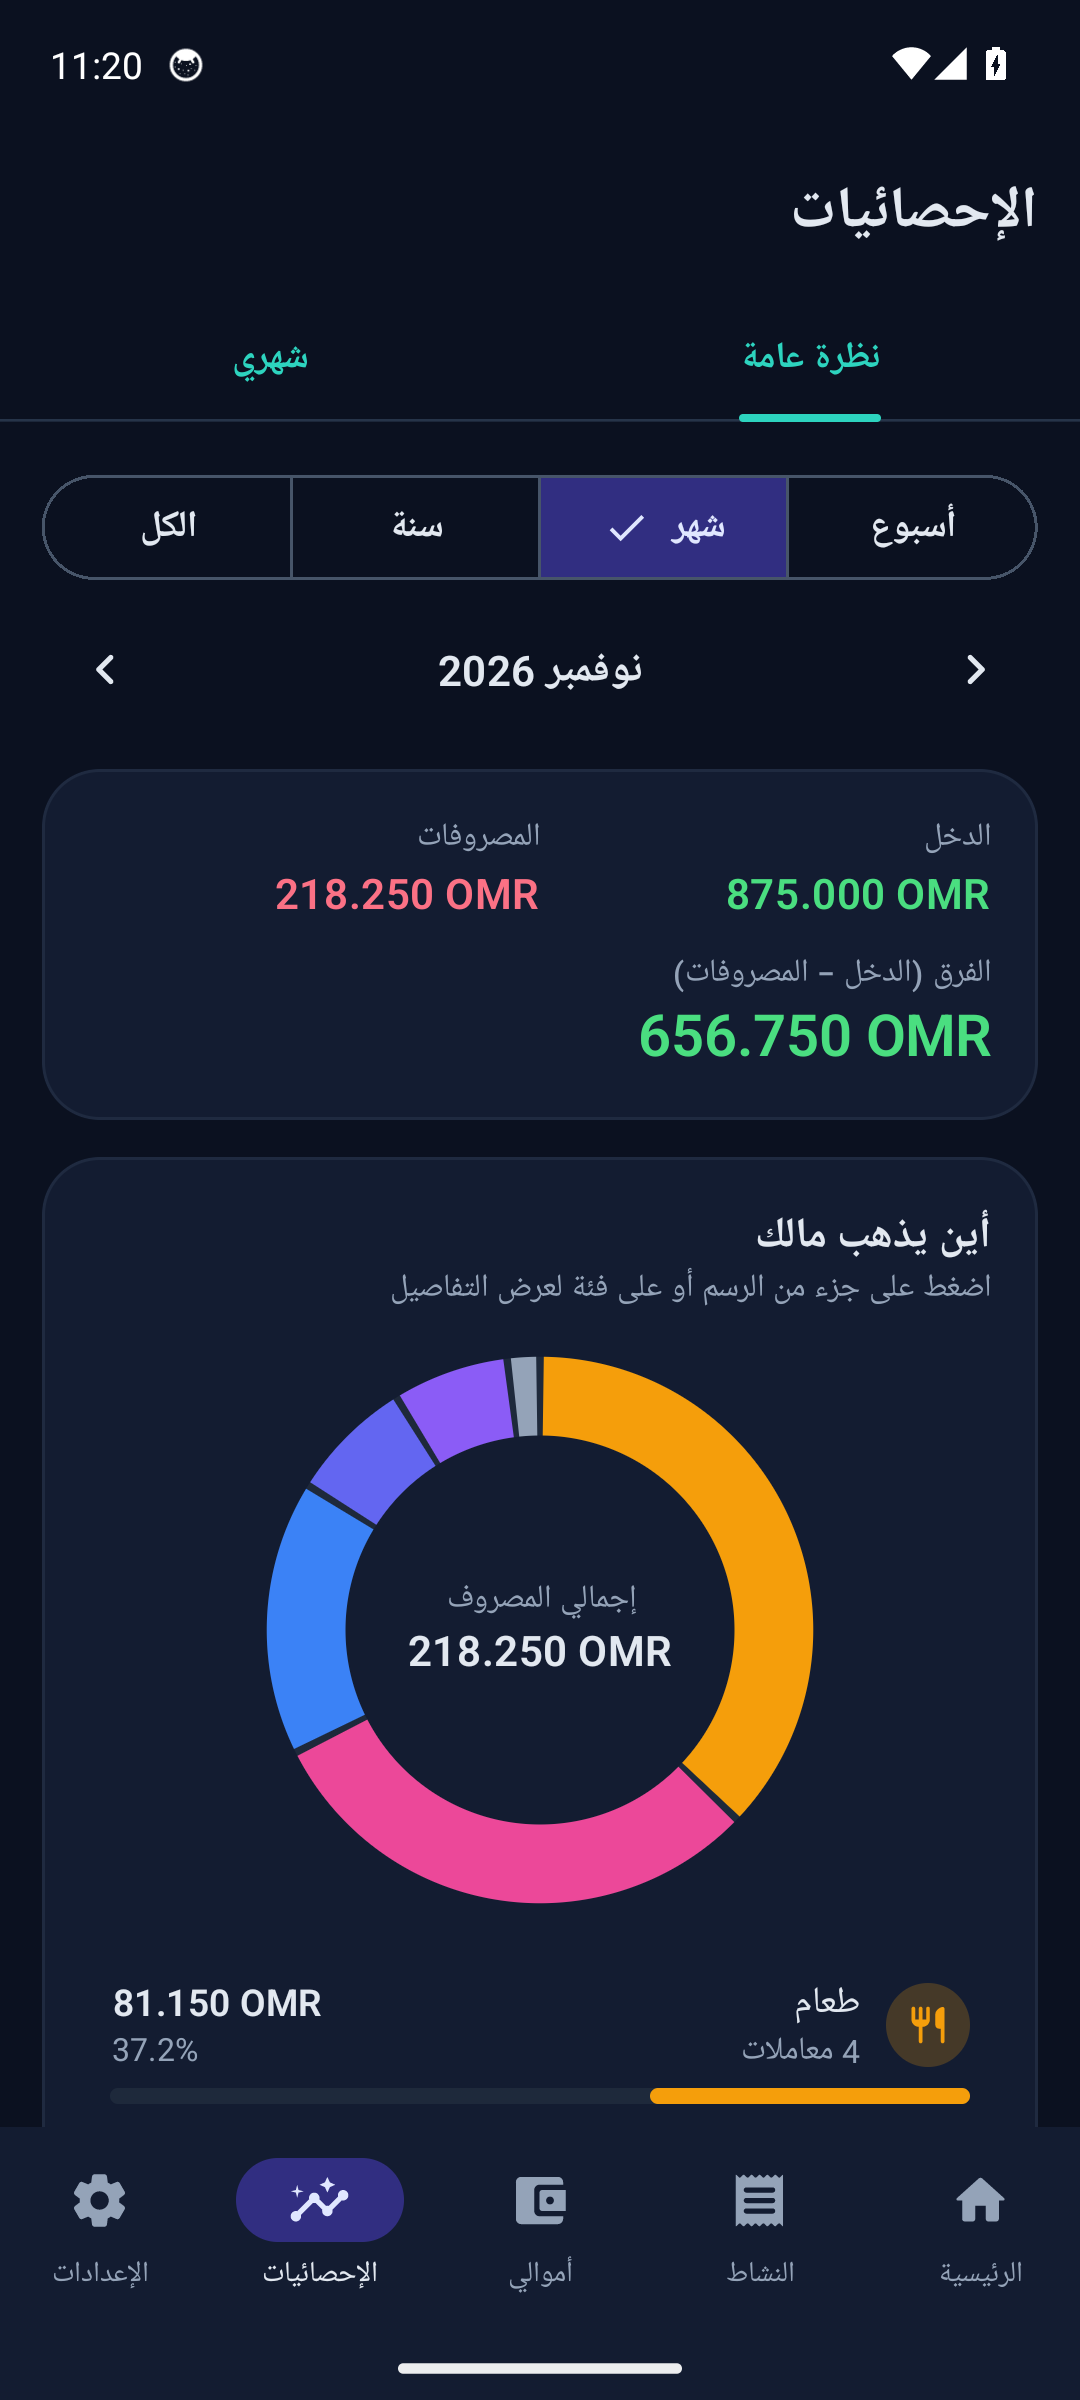 11:20
الإحصائيات
نظرة عامة
شهري
أسبوع
شهر
سنة
الكل
نوفمبر 2026
الدخل
875.000 OMR
المصروفات
218.250 OMR
الفرق (الدخل – المصروفات)
656.750 OMR
أين يذهب مالك
اضغط على جزء من الرسم أو على فئة لعرض التفاصيل
إجمالي المصروف
218.250 OMR
طعام
4 معاملات
81.150 OMR
37.2%
الرئيسية
النشاط
أموالي
الإحصائيات
الإعدادات